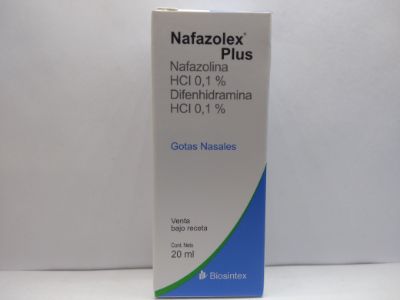 Nafazolex®
Plus
Nafazolina
HCl 0,1 %
Difenhidramina
HCl 0,1 %
Gotas Nasales
Venta
bajo receta
Cont. Neto
20 ml
Biosintex